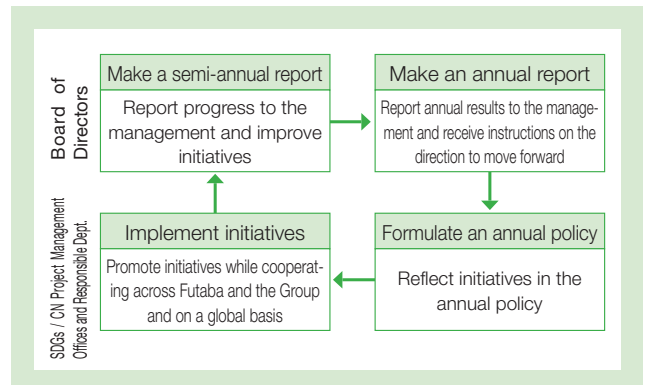 Board of
Directors
Make a semi-annual report
Report progress to the
management and improve
initiatives
Make an annual report
Report annual results to the manage-
ment and receive instructions on the
direction to move forward
SDGs / CN Project Management
Offices and Responsible Dept.
Implement initiatives
Promote initiatives while cooperat-
ing across Futaba and the Group
and on a global basis
Formulate an annual policy
Reflect initiatives in the
annual policy